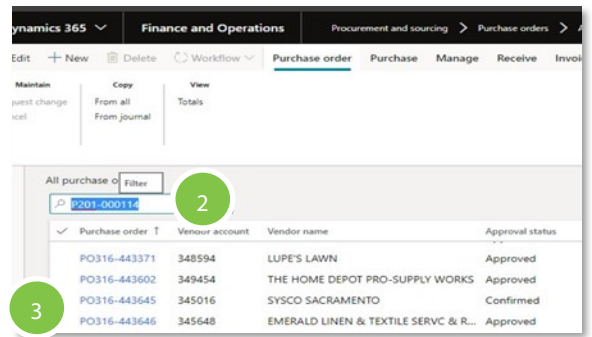 ynamics 365 Finance and Operations Procurement and sourcing > Purchase orders >
Edit + New Delete Workflow Purchase order Purchase Manage Receive Invoi
Maintain Copy View
uest change From all Totals
cel From journal
All purchase o Filter
P201-000114 2
Purchase order ↑ Vendor account Vendor name Approval status
PO316-443371 348594 LUPE'S LAWN Approved
PO316-443602 349454 THE HOME DEPOT PRO-SUPPLY WORKS Approved
PO316-443645 345016 SYSCO SACRAMENTO Confirmed
3
PO316-443646 345648 EMERALD LINEN & TEXTILE SERVC & R... Approved